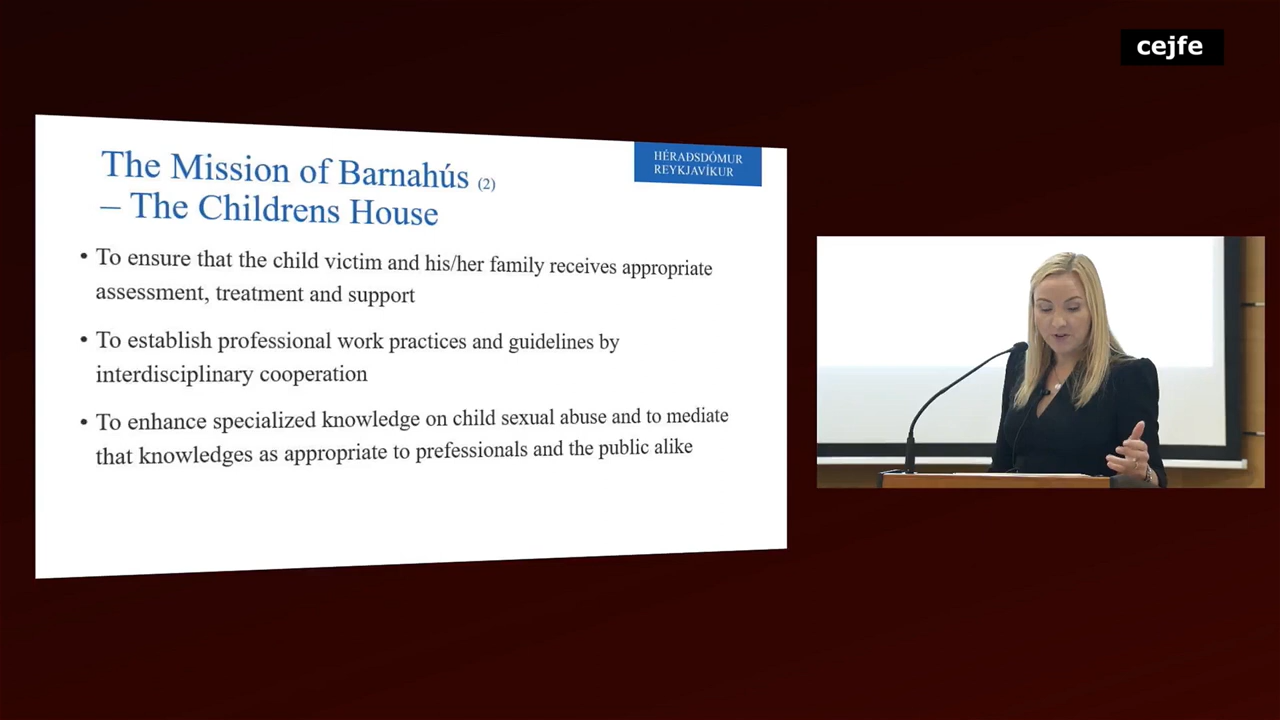 cejfe
The Mission of Barnahús (2)
– The Childrens House
HÉRAÐSDÓMUR
REYKJAVÍKUR
• To ensure that the child victim and his/her family receives appropriate
assessment, treatment and support
• To establish professional work practices and guidelines by
interdisciplinary cooperation
• To enhance specialized knowledge on child sexual abuse and to mediate
that knowledges as appropriate to prefessionals and the public alike